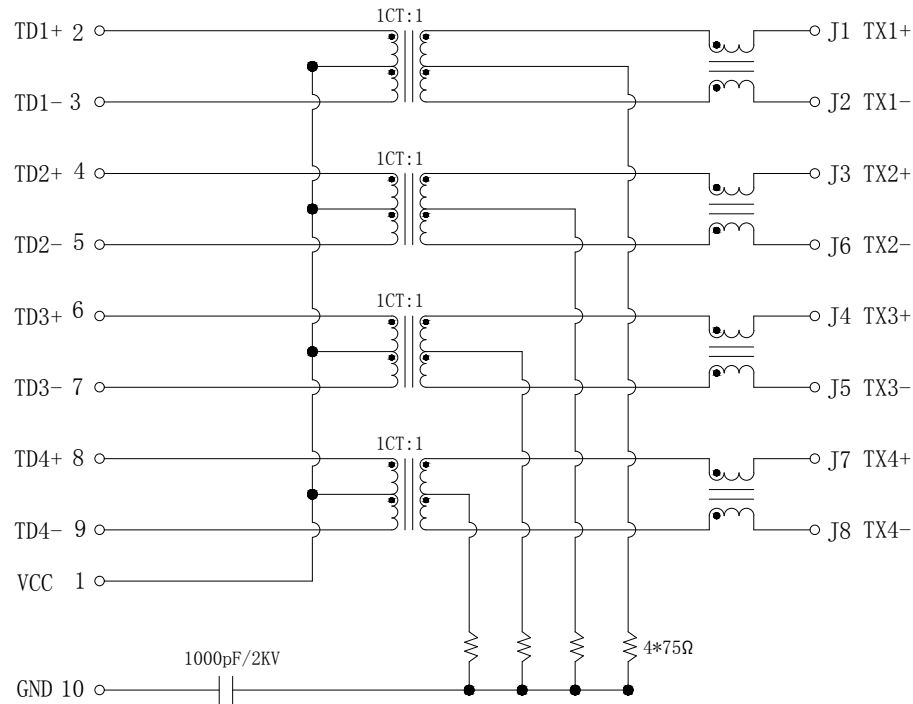 1CT:1
TD1+ 2
J1 TX1+
TD1- 3
J2 TX1-
1CT:1
TD2+ 4
J3 TX2+
TD2- 5
J6 TX2-
1CT:1
TD3+ 6
J4 TX3+
TD3- 7
J5 TX3-
1CT:1
TD4+ 8
J7 TX4+
TD4- 9
J8 TX4-
VCC 1
4*75Ω
1000pF/2KV
GND 10